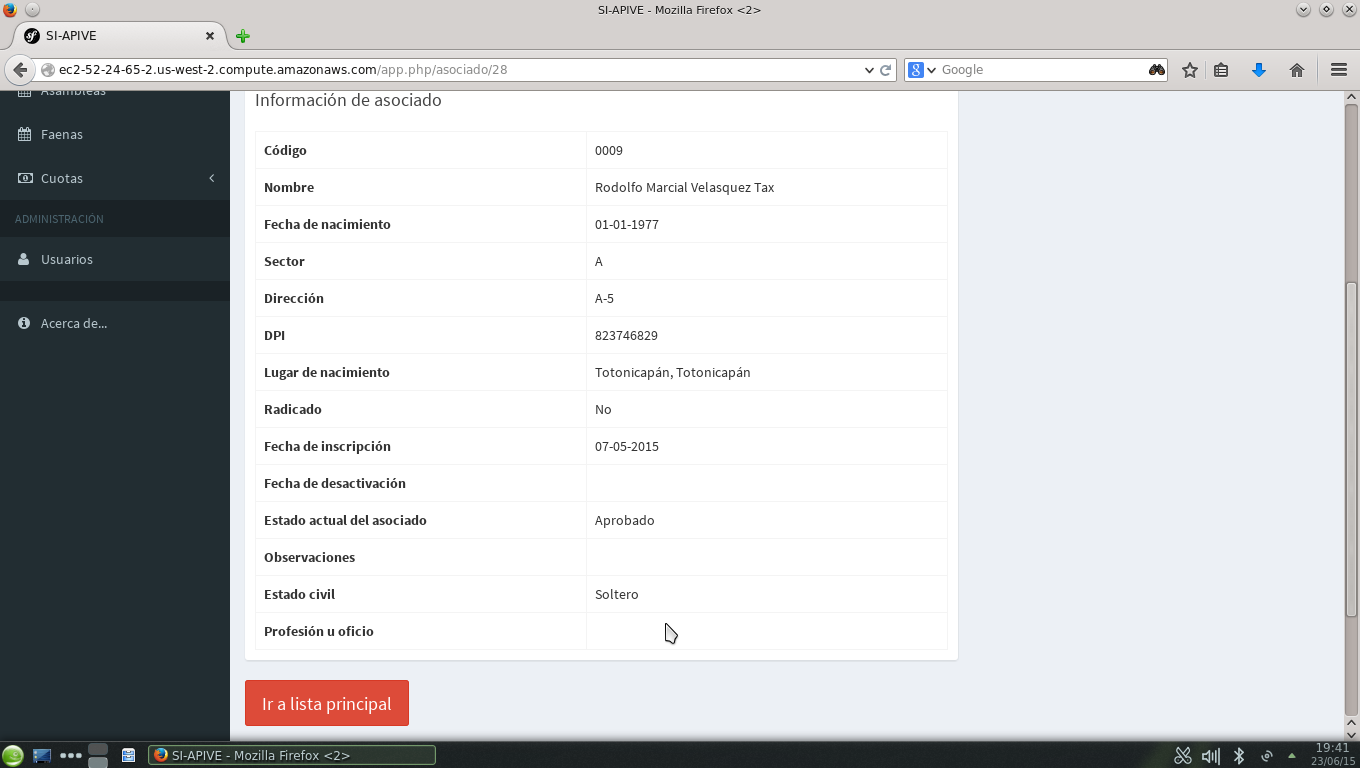 SI-APIVE - Mozilla Firefox <2>
SI-APIVE
ec2-52-24-65-2.us-west-2.compute.amazonaws.com/app.php/asociado/28
Google
Asambleas
Faenas
Cuotas
ADMINISTRACIÓN
Usuarios
Acerca de...
Información de asociado
Código 0009
Nombre Rodolfo Marcial Velasquez Tax
Fecha de nacimiento 01-01-1977
Sector A
Dirección A-5
DPI 823746829
Lugar de nacimiento Totonicapán, Totonicapán
Radicado No
Fecha de inscripción 07-05-2015
Fecha de desactivación
Estado actual del asociado Aprobado
Observaciones
Estado civil Soltero
Profesión u oficio
Ir a lista principal
SI-APIVE - Mozilla Firefox <2>
19:41
23/06/15